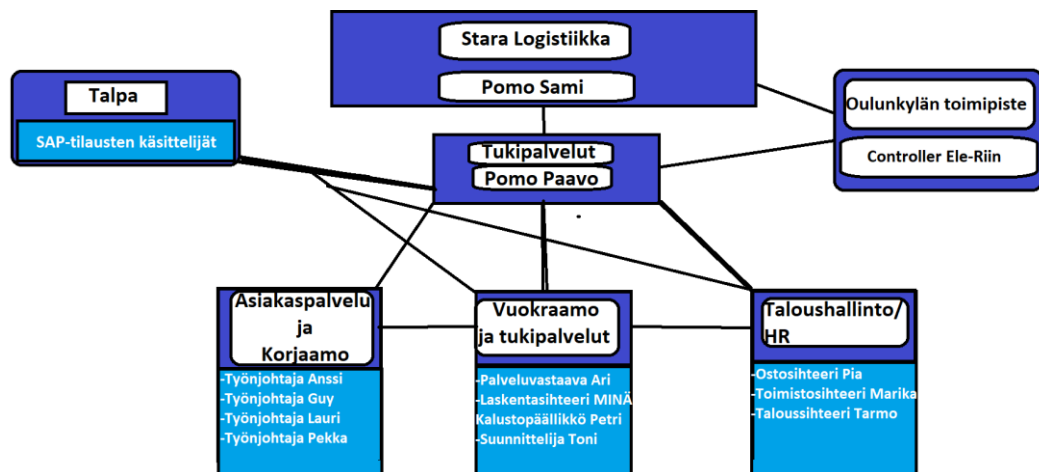 Stara Logistiikka
Pomo Sami
Talpa
SAP-tilausten käsittelijät
Oulunkylän toimipiste
Controller Ele-Riin
Tukipalvelut
Pomo Paavo
Asiakaspalvelu
ja
Korjaamo
-Työnjohtaja Anssi
-Työnjohtaja Guy
-Työnjohtaja Lauri
-Työnjohtaja Pekka
Vuokraamo
ja tukipalvelut
-Palveluvastaava Ari
-Laskentasihteeri MINÄ
Kalustopäällikkö Petri
-Suunnittelija Toni
Taloushallinto/
HR
-Ostosihteeri Pia
-Toimistosihteeri Marika
-Taloussihteeri Tarmo